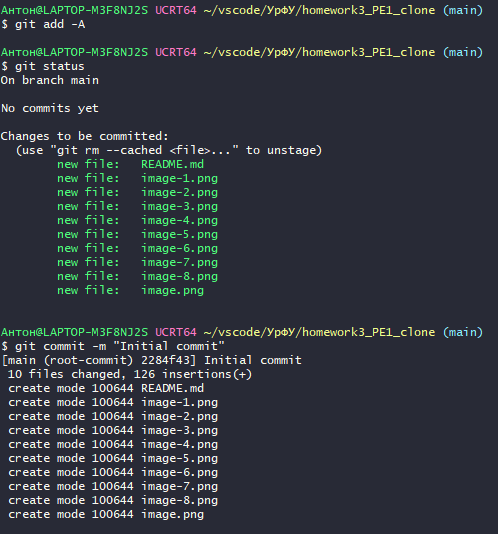 Антон@LAPTOP-M3F8NJ2S UCRT64 ~/vscode/УрФУ/homework3_PE1_clone (main)
$ git add -A
Антон@LAPTOP-M3F8NJ2S UCRT64 ~/vscode/УрФУ/homework3_PE1_clone (main)
$ git status
On branch main
No commits yet
Changes to be committed:
  (use "git rm --cached <file>..." to unstage)
        new file:   README.md
        new file:   image-1.png
        new file:   image-2.png
        new file:   image-3.png
        new file:   image-4.png
        new file:   image-5.png
        new file:   image-6.png
        new file:   image-7.png
        new file:   image-8.png
        new file:   image.png
Антон@LAPTOP-M3F8NJ2S UCRT64 ~/vscode/УрФУ/homework3_PE1_clone (main)
$ git commit -m "Initial commit"
[main (root-commit) 2284f43] Initial commit
 10 files changed, 126 insertions(+)
 create mode 100644 README.md
 create mode 100644 image-1.png
 create mode 100644 image-2.png
 create mode 100644 image-3.png
 create mode 100644 image-4.png
 create mode 100644 image-5.png
 create mode 100644 image-6.png
 create mode 100644 image-7.png
 create mode 100644 image-8.png
 create mode 100644 image.png